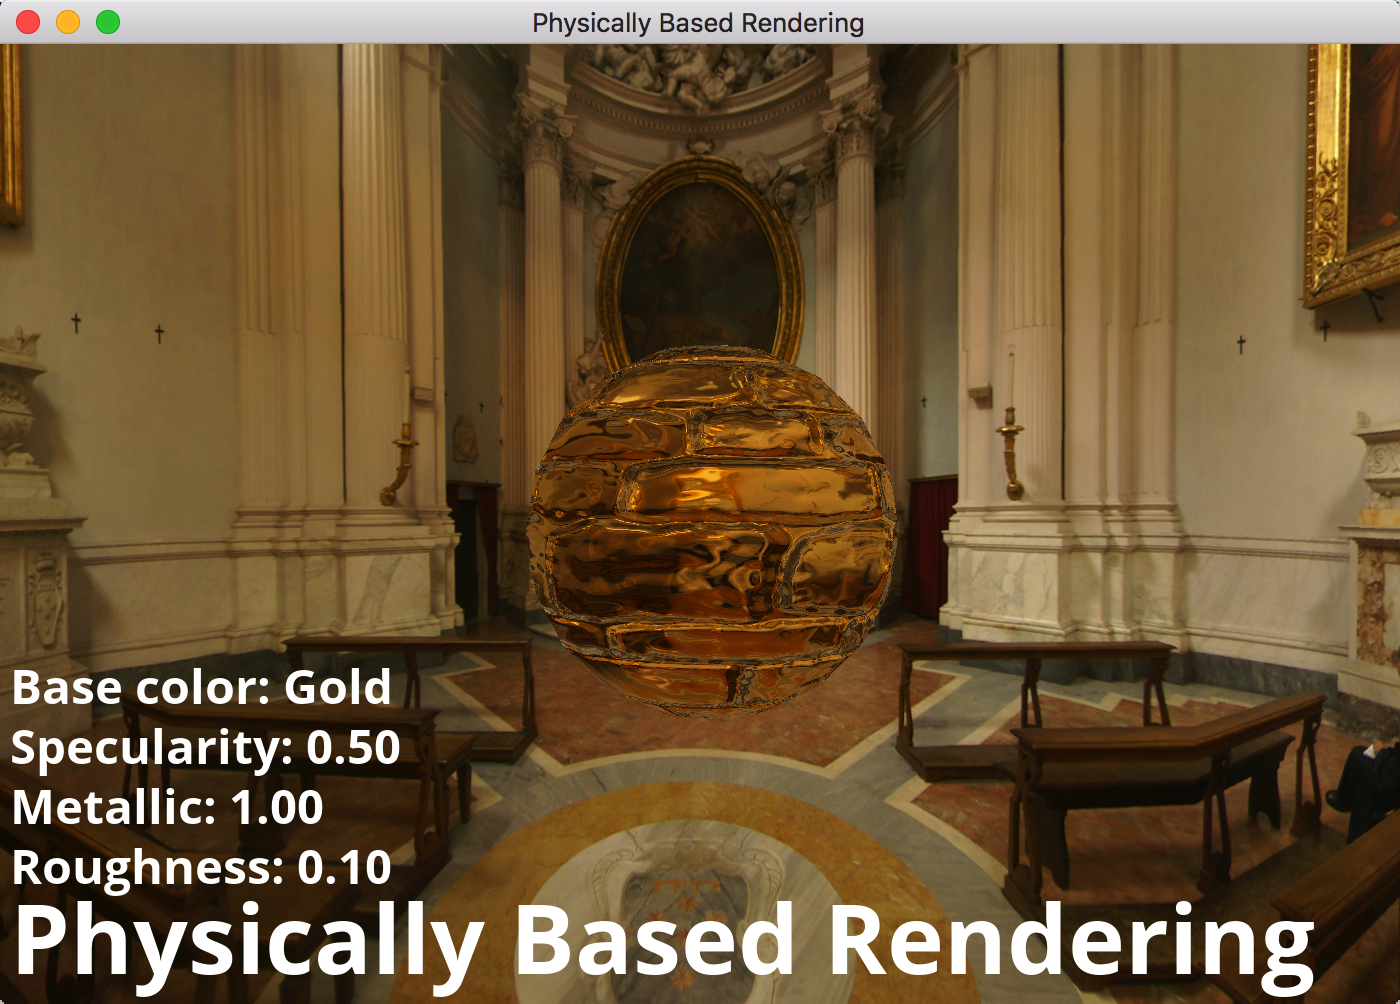 Physically Based Rendering
Base color: Gold
Specularity: 0.50
Metallic: 1.00
Roughness: 0.10
Physically Based Rendering